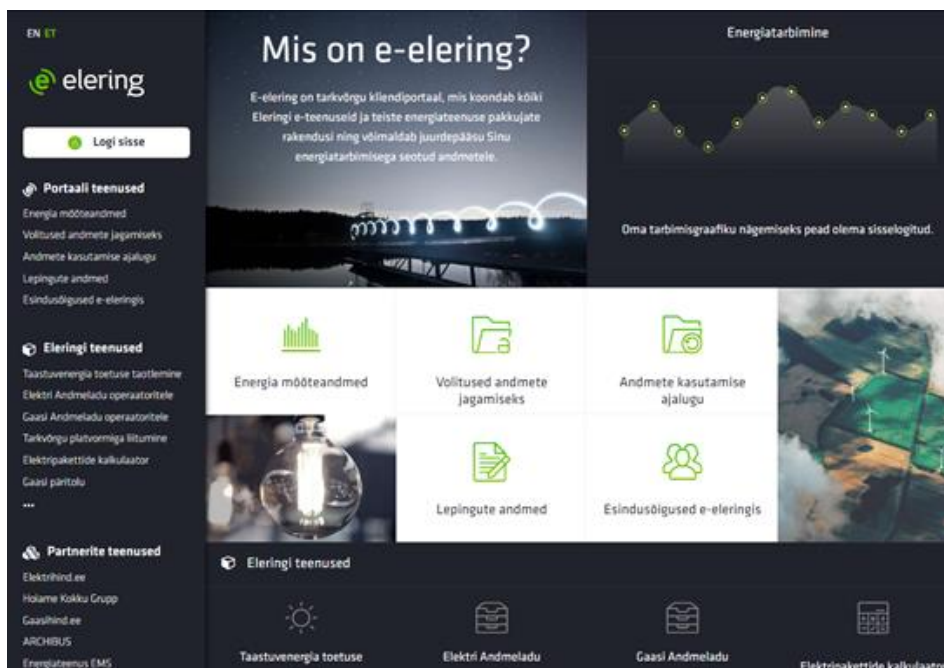 EN ET
elering
Logi sisse
Portaali teenused
Energia mõõteandmed
Volitused andmete jagamiseks
Andmete kasutamise ajalugu
Lepingute andmed
Esindusõigused e-eleringis
Eleringi teenused
Taastuvenergia toetuse taotlemine
Elektri Andmeladu operaatoritele
Gaasi Andmeladu operaatoritele
Tarkvõrgu platvormiga liitumine
Elektripakettide kalkulaator
Gaasi päritolu
...
Partnerite teenused
Elektrihind.ee
Hoiame Kokku Grupp
Gaasihind.ee
ARCHIBUS
Energiateenus EMS
Mis on e-elering?
E-elering on tarkvõrgu kliendiportaal, mis koondab kõiki
Eleringi e-teenuseid ja teiste energiateenuse pakkujate
rakendusi ning võimaldab juurdepääsu Sinu
energiatarbimisega seotud andmetele.
Energiatarbimine
Oma tarbimisgraafiku nägemiseks pead olema sisselogitud.
Energia mõõteandmed
Volitused andmete
jagamiseks
Andmete kasutamise
ajalugu
Lepingute andmed
Esindusõigused e-eleringis
Eleringi teenused
Taastuvenergia toetuse
Elektri Andmeladu
Gaasi Andmeladu
Elektripakettide kalkulaator